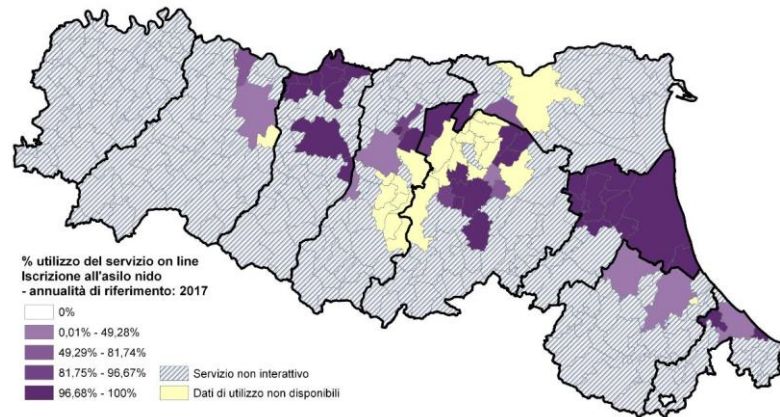 % utilizzo del servizio on line
Iscrizione all'asilo nido
- annualità di riferimento: 2017
0%
0,01% - 49,28%
49,29% - 81,74%
81,75% - 96,67%
96,68% - 100%
Servizio non interattivo
Dati di utilizzo non disponibili